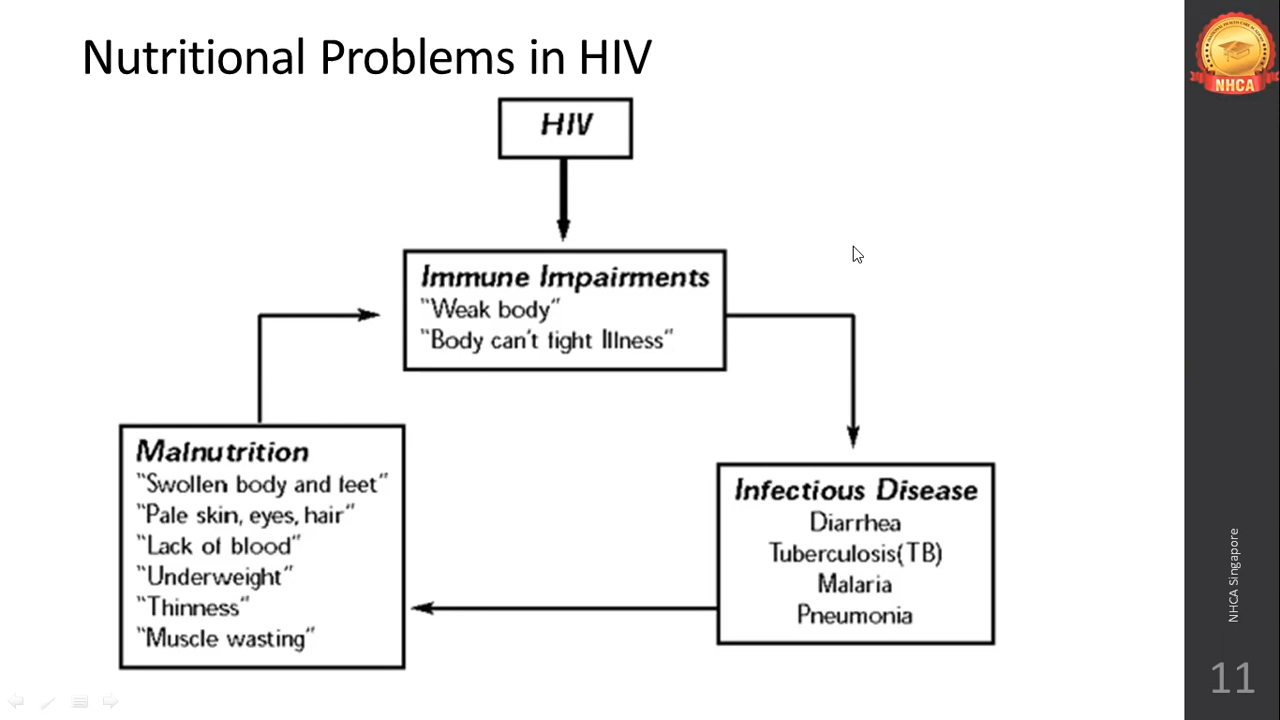 Nutritional Problems in HIV
NHCA
HIV
Immune Impairments
"Weak body"
"Body can't fight Illness"
Malnutrition
"Swollen body and feet"
"Pale skin, eyes, hair"
"Lack of blood"
"Underweight"
"Thinness"
"Muscle wasting"
Infectious Disease
Diarrhea
Tuberculosis(TB)
Malaria
Pneumonia
NHCA Singapore
11